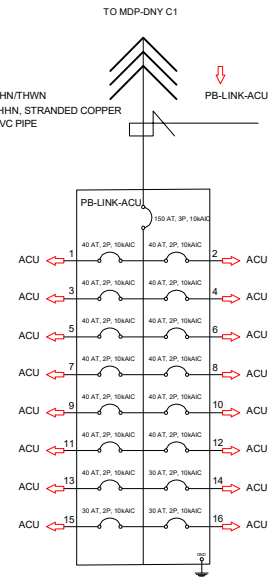 TO MDP-DNY C1
HN/THWN
PB-LINK-ACU
HHN, STRANDED COPPER
VC PIPE
PB-LINK-ACU
150 AT, 3P, 10kAIC
ACU 1 40 AT, 2P, 10kAIC 40 AT, 2P, 10kAIC 2 ACU
ACU 3 40 AT, 2P, 10kAIC 40 AT, 2P, 10kAIC 4 ACU
ACU 5 40 AT, 2P, 10kAIC 40 AT, 2P, 10kAIC 6 ACU
ACU 7 40 AT, 2P, 10kAIC 40 AT, 2P, 10kAIC 8 ACU
ACU 9 40 AT, 2P, 10kAIC 40 AT, 2P, 10kAIC 10 ACU
ACU 11 40 AT, 2P, 10kAIC 40 AT, 2P, 10kAIC 12 ACU
ACU 13 40 AT, 2P, 10kAIC 30 AT, 2P, 10kAIC 14 ACU
ACU 15 30 AT, 2P, 10kAIC 30 AT, 2P, 10kAIC 16 ACU
GND